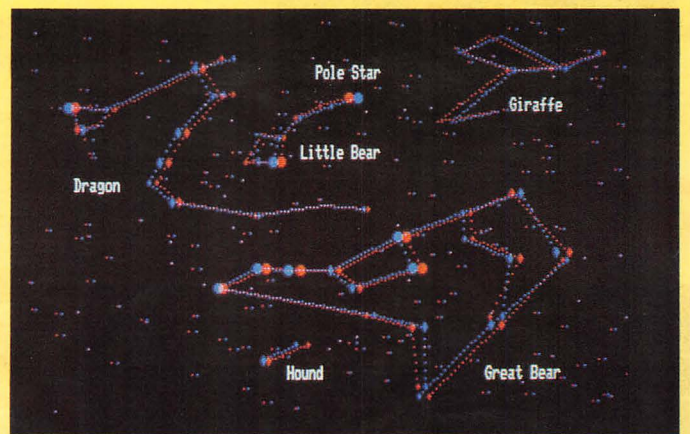 Pole Star
Giraffe
Little Bear
Dragon
Hound
Great Bear